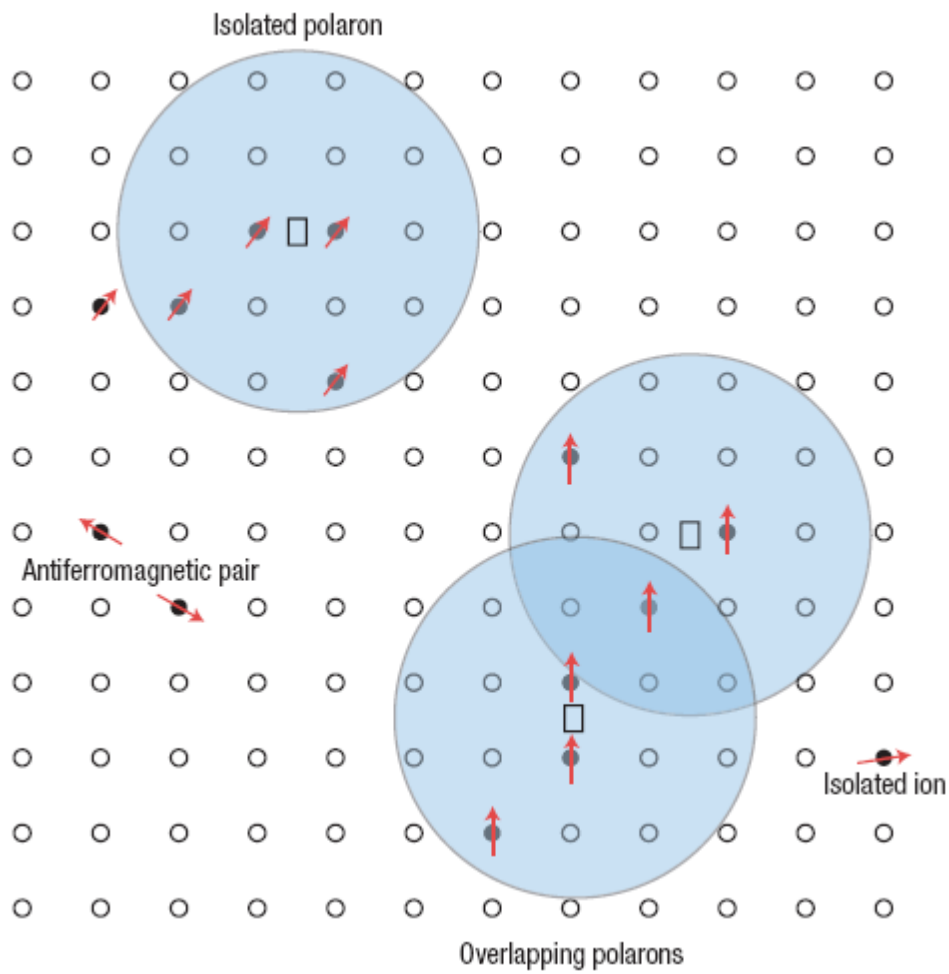 Isolated polaron
Antiferromagnetic pair
Isolated ion
Overlapping polarons